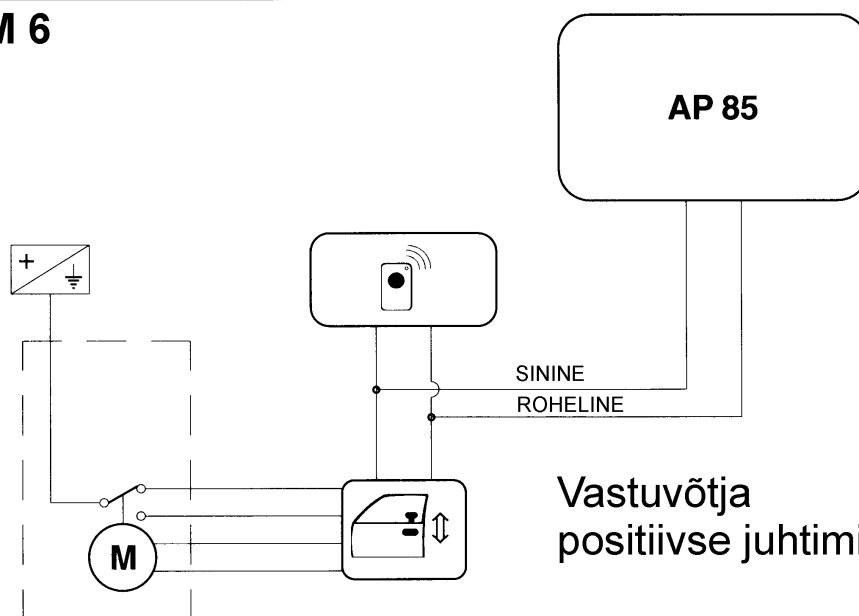 M 6
AP 85
+
SININE
ROHELINE
M
Vastuvõtja
positiivse juhtimi